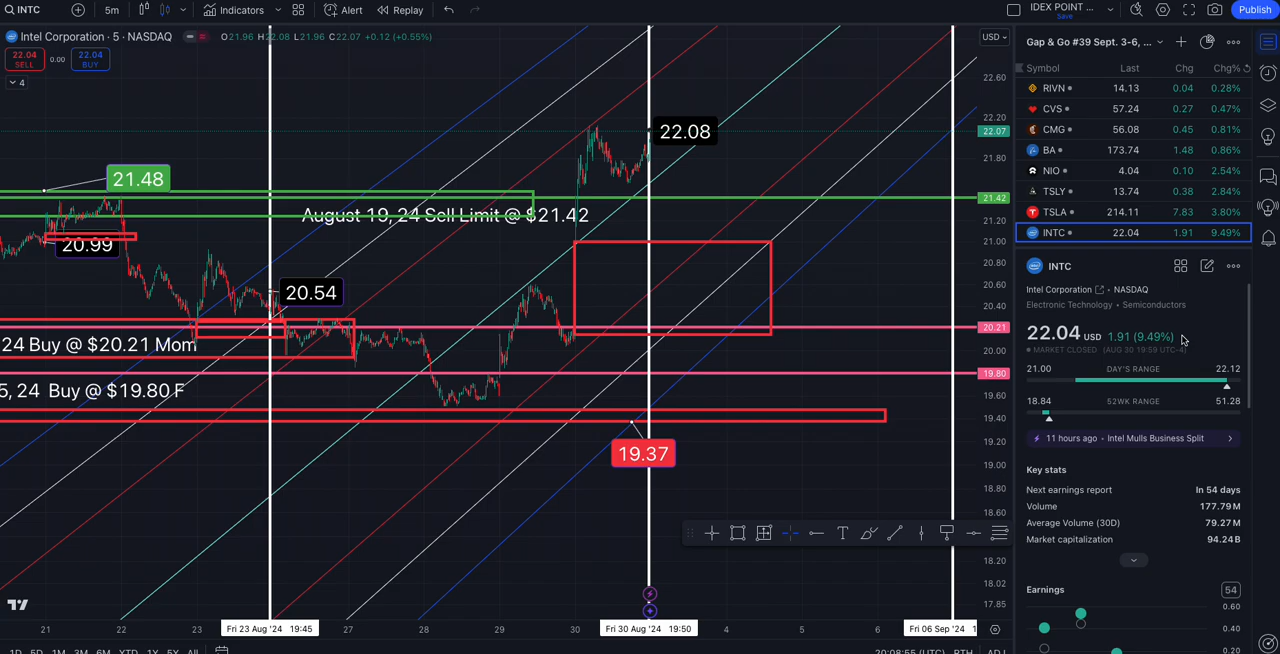 INTC
5m
Indicators
Alert
Replay
IDEX POINT ...
Save
Publish
Intel Corporation · 5 · NASDAQ
O21.96 H22.08 L21.96 C22.07 +0.12 (+0.55%)
22.04
SELL
0.00
22.04
BUY
4
USD
22.60
22.20
22.07
21.80
21.42
21.20
21.00
20.80
20.60
20.40
20.21
20.00
19.80
19.60
19.40
19.20
19.00
18.80
18.60
18.20
18.02
17.85
22.08
21.48
August 19, 24 Sell Limit @ $21.42
20.99
20.54
24 Buy @ $20.21 Mom
5, 24 Buy @ $19.80 F
19.37
21
22
23
Fri 23 Aug '24 19:45
27
28
29
30
Fri 30 Aug '24 19:50
4
5
6
Fri 06 Sep '24 1
1D 5D 1M 3M 6M YTD 1Y 5Y All
20:08:55 (UTC) RTH ADJ
Gap & Go #39 Sept. 3-6, ...
Symbol Last Chg Chg%
RIVN 14.13 0.04 0.28%
CVS 57.24 0.27 0.47%
CMG 56.08 0.45 0.81%
BA 173.74 1.48 0.86%
NIO 4.04 0.10 2.54%
TSLY 13.74 0.38 2.84%
TSLA 214.11 7.83 3.80%
INTC 22.04 1.91 9.49%
INTC
Intel Corporation · NASDAQ
Electronic Technology · Semiconductors
22.04 USD 1.91 (9.49%)
MARKET CLOSED (AUG 30 19:59 UTC-4)
21.00 DAY'S RANGE 22.12
18.84 52WK RANGE 51.28
11 hours ago · Intel Mulls Business Split
Key stats
Next earnings report In 54 days
Volume 177.79M
Average Volume (30D) 79.27M
Market capitalization 94.24B
Earnings 54
0.60
0.40
0.20